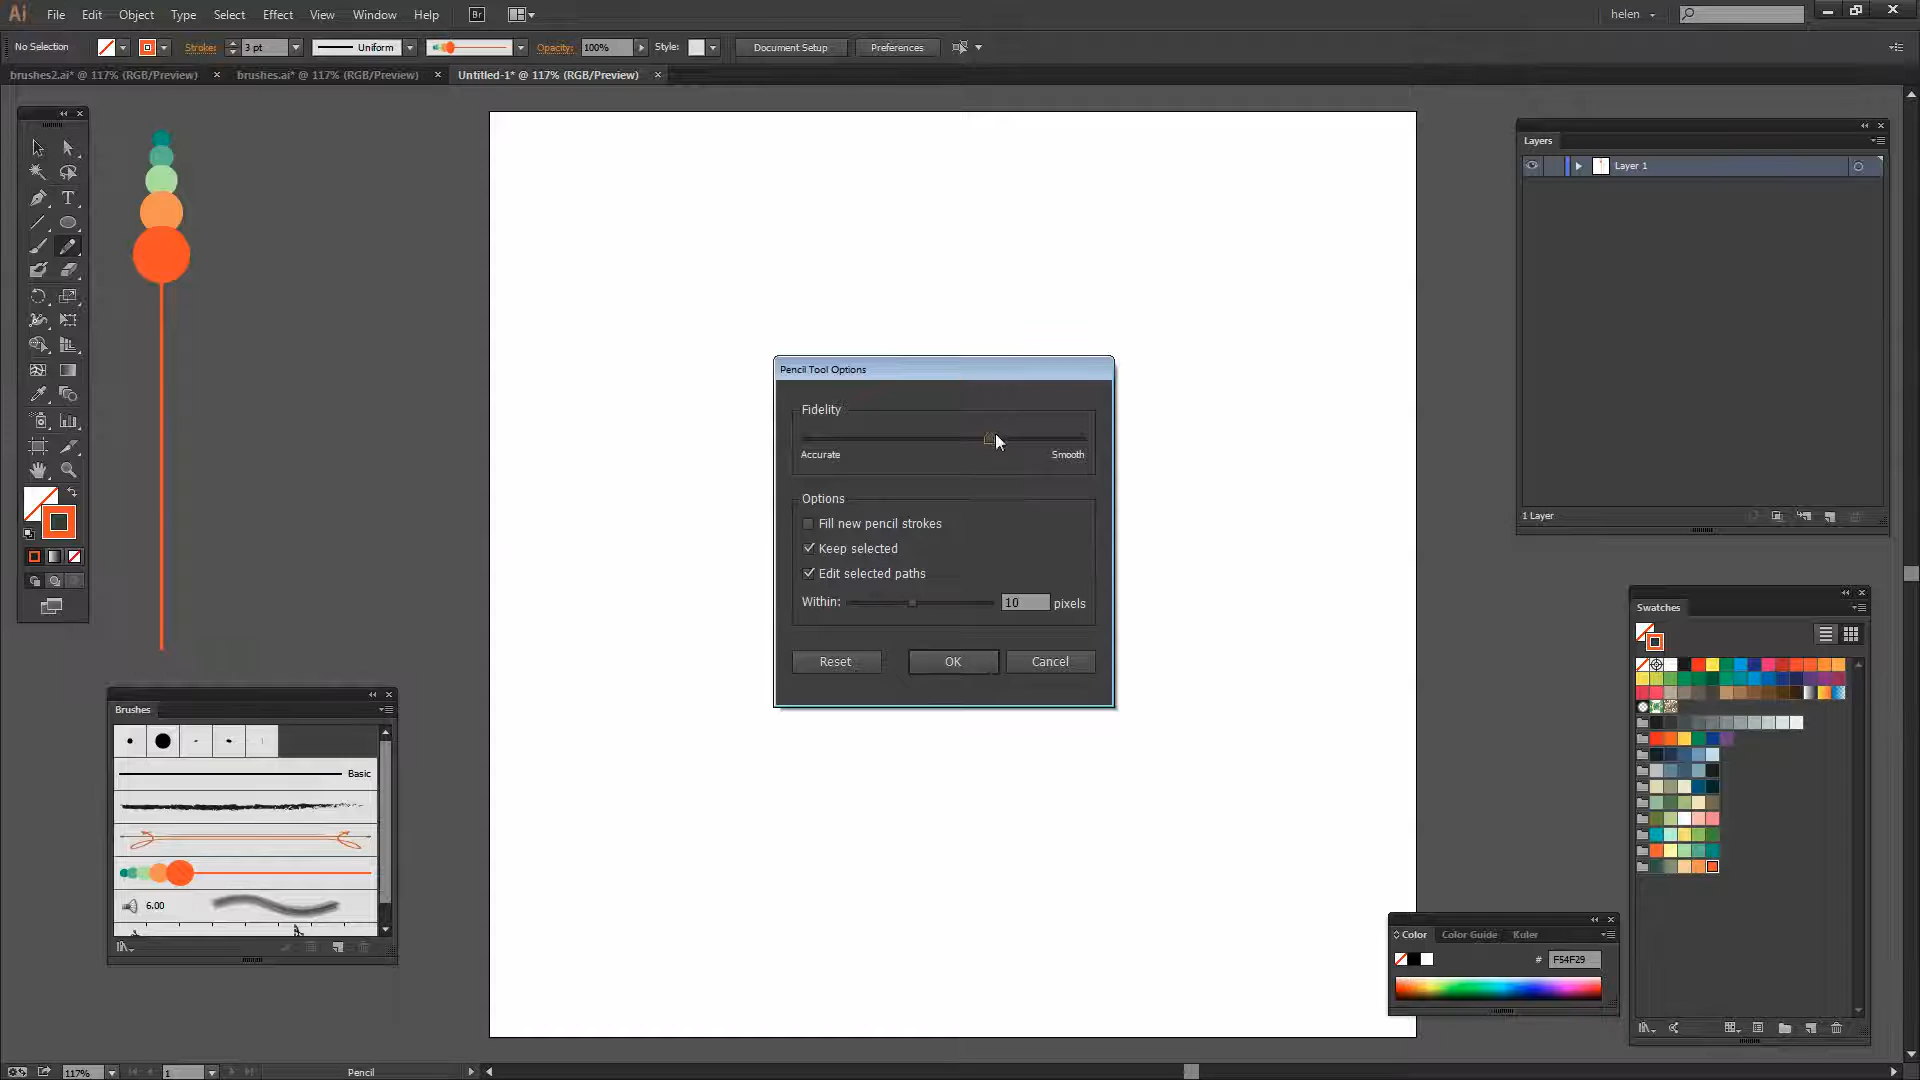 Ai File Edit Object Type Select Effect View Window Help Br helen
No Selection Stroke: 3 pt Uniform Opacity: 100% Style: Document Setup Preferences
brushes2.ai* @ 117% (RGB/Preview) × brushes.ai* @ 117% (RGB/Preview) × Untitled-1* @ 117% (RGB/Preview) ×
Layers
Layer 1
Pencil Tool Options
Fidelity
Accurate Smooth
Options
Fill new pencil strokes
Keep selected
Edit selected paths
Within: 10 pixels
Reset OK Cancel
1 Layer
Swatches
Brushes
Basic
6.00
Color Color Guide Kuler
# F54F29
117% 1 Pencil